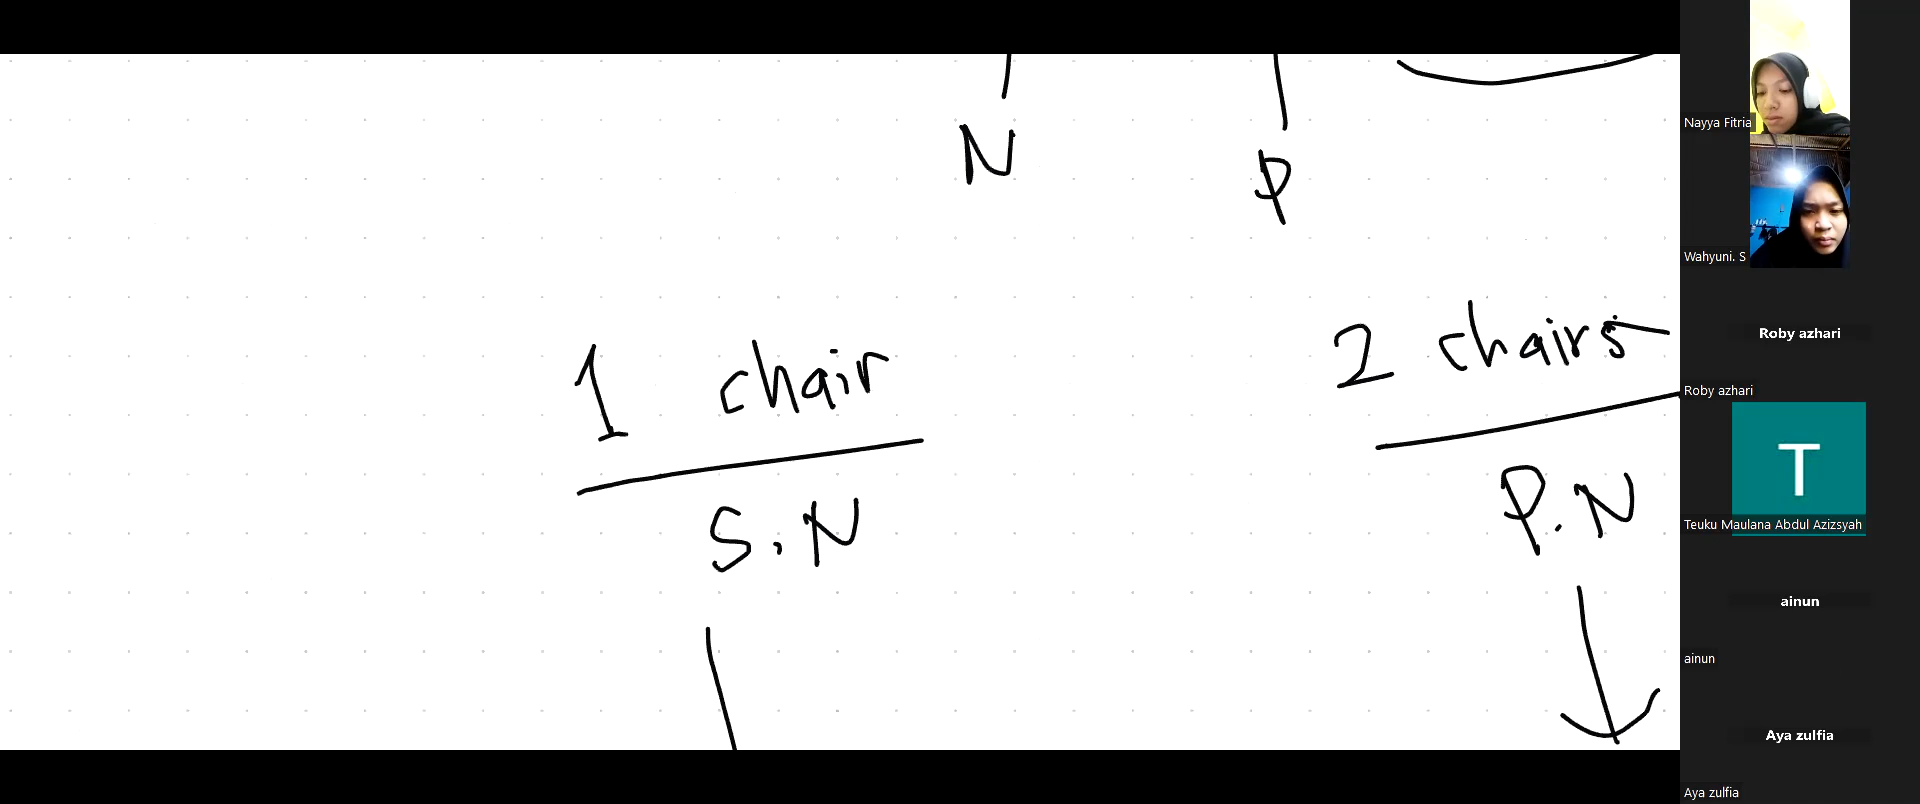 N
P
1 chair
2 chairs
S.N
P.N
Nayya Fitria
Wahyuni. S
Roby azhari
Roby azhari
T
Teuku Maulana Abdul Azizsyah
ainun
ainun
Aya zulfia
Aya zulfia